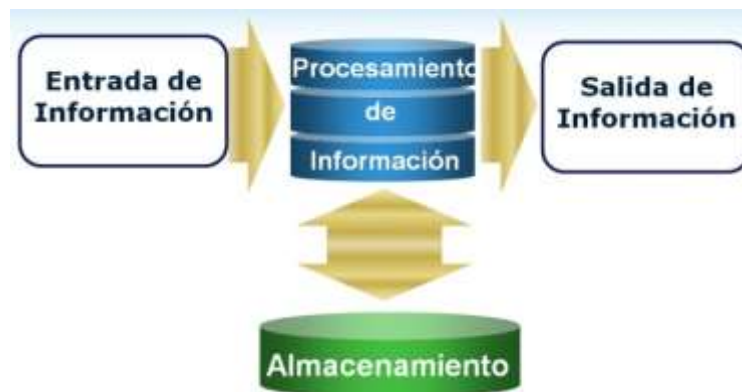 Entrada de
Información
Procesamiento
de
Información
Salida de
Información
Almacenamiento